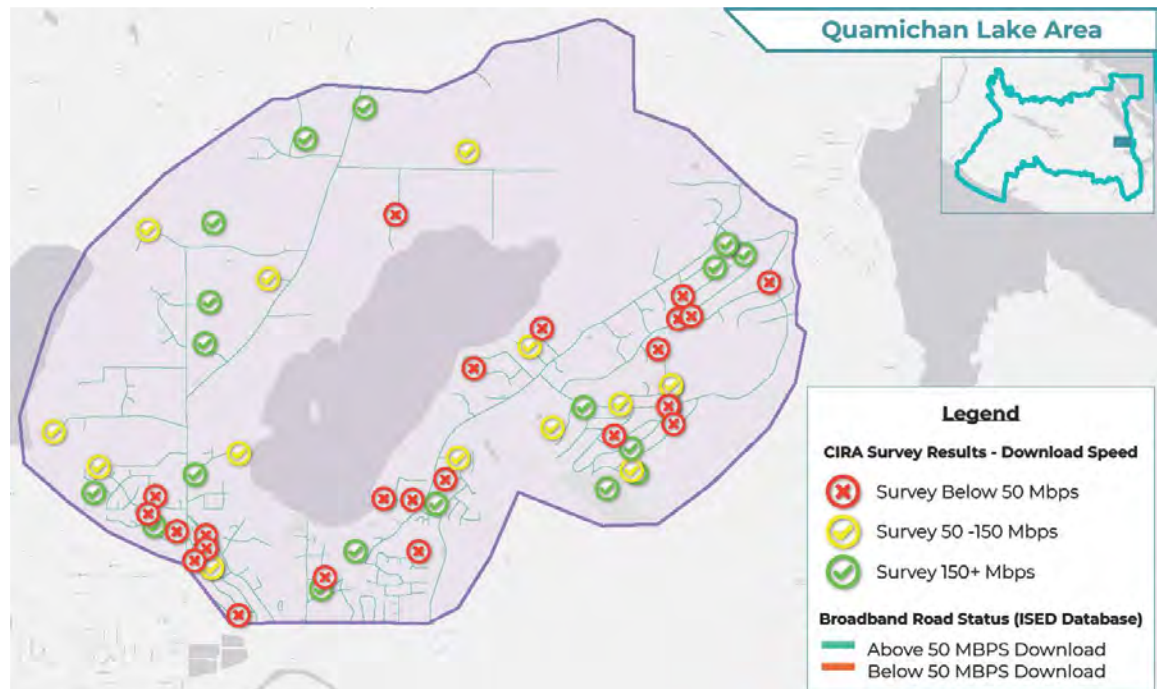 Quamichan Lake Area
Legend
CIRA Survey Results - Download Speed
Survey Below 50 Mbps
Survey 50 -150 Mbps
Survey 150+ Mbps
Broadband Road Status (ISED Database)
Above 50 MBPS Download
Below 50 MBPS Download